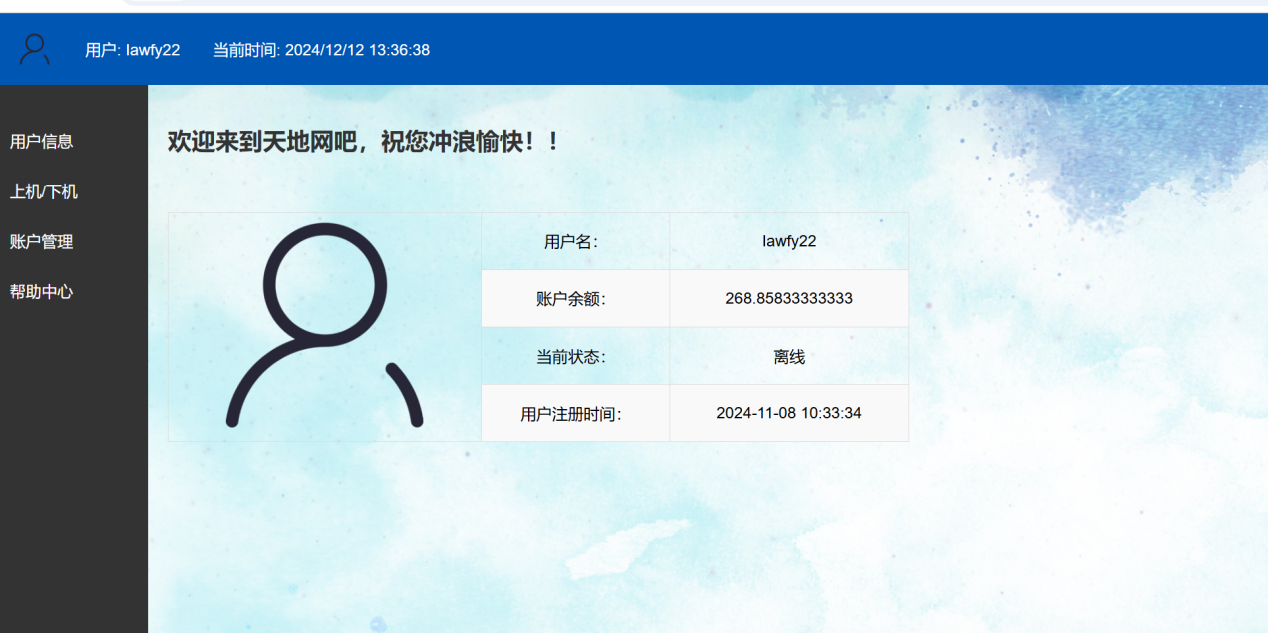 用户: lawfy22 当前时间: 2024/12/12 13:36:38
用户信息
上机/下机
账户管理
帮助中心
欢迎来到天地网吧，祝您冲浪愉快！！
用户名： lawfy22
账户余额： 268.85833333333
当前状态： 离线
用户注册时间： 2024-11-08 10:33:34